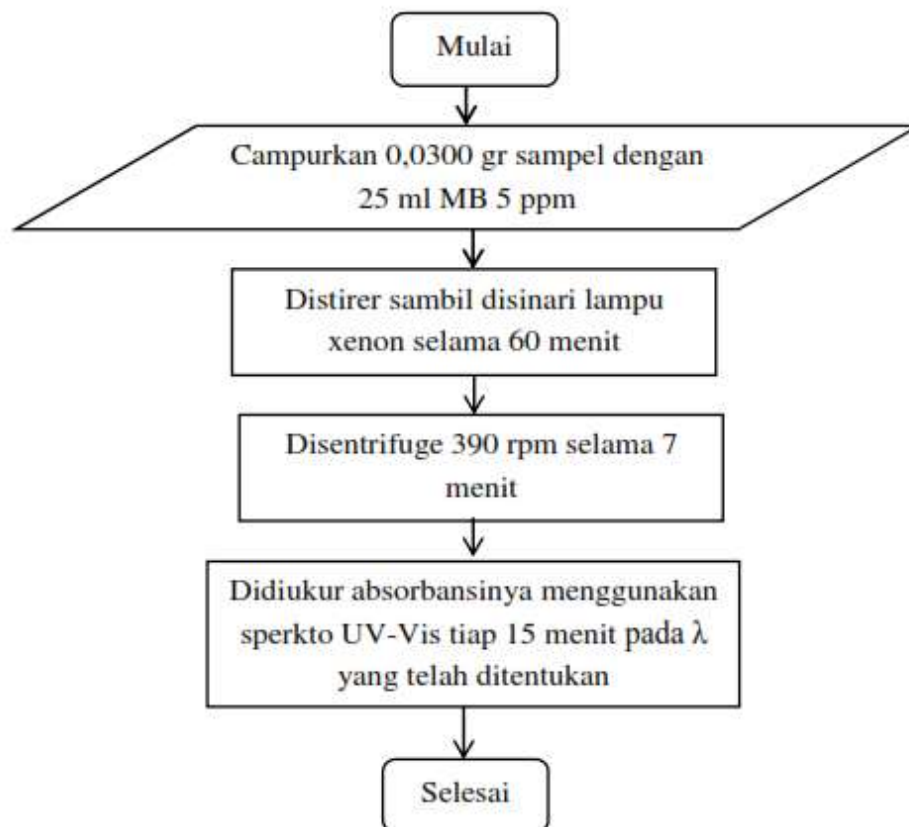 Mulai
Campurkan 0,0300 gr sampel dengan
25 ml MB 5 ppm
Distirer sambil disinari lampu
xenon selama 60 menit
Disentrifuge 390 rpm selama 7
menit
Didiukur absorbansinya menggunakan
sperkto UV-Vis tiap 15 menit pada λ
yang telah ditentukan
Selesai